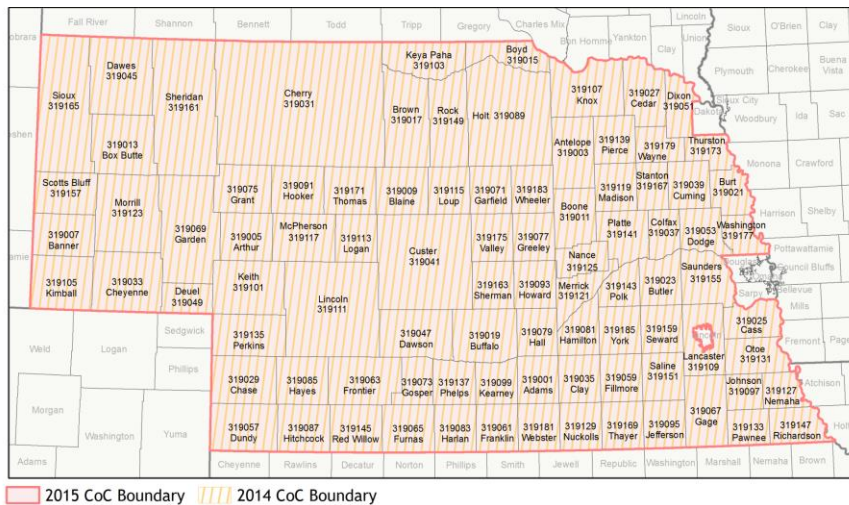 Fall River
Shannon
Bennett
Todd
Tripp
Gregory
Charles Mix
Bon Homme
Yankton
Clay
Union
Lincoln
Sioux
O'Brien
Clay
Plymouth
Cherokee
Buena
Vista
Sioux City
Dakota
Woodbury
Ida
Sac
Monona
Crawford
Harrison
Shelby
Pottawattamie
Council Bluffs
Bellevue
Mills
Fremont
Page
Atchison
Douglas
Sarpy
Dawes
319045
Sioux
319165
Sheridan
319161
Cherry
319031
Keya Paha
319103
Boyd
319015
Brown
319017
Rock
319149
Holt 319089
319107
Knox
319027
Cedar
Dixon
319051
319013
Box Butte
Antelope
319003
319139
Pierce
319179
Wayne
Thurston
319173
Scotts Bluff
319157
Morrill
319123
319075
Grant
319091
Hooker
319171
Thomas
319009
Blaine
319115
Loup
319071
Garfield
319183
Wheeler
Boone
319011
319119
Madison
Stanton
319167
319039
Cuming
Burt
319021
319007
Banner
319069
Garden
319005
Arthur
McPherson
319117
319113
Logan
Custer
319041
319175
Valley
319077
Greeley
Nance
319125
Platte
319141
Colfax
319037
319053
Dodge
Washington
319177
319105
Kimball
319033
Cheyenne
Deuel
319049
Keith
319101
Lincoln
319111
319163
Sherman
319093
Howard
Merrick
319121
319143
Polk
319023
Butler
Saunders
319155
319135
Perkins
319047
Dawson
319019
Buffalo
319079
Hall
319081
Hamilton
319185
York
319159
Seward
Lancaster
319109
319025
Cass
Otoe
319131
319029
Chase
319085
Hayes
319063
Frontier
319073
Gosper
319137
Phelps
319099
Kearney
319001
Adams
319035
Clay
319059
Fillmore
Saline
319151
319067
Gage
Johnson
319097
319127
Nemaha
319057
Dundy
319087
Hitchcock
319145
Red Willow
319065
Furnas
319083
Harlan
319061
Franklin
319181
Webster
319129
Nuckolls
319169
Thayer
319095
Jefferson
319133
Pawnee
319147
Richardson
Sedgwick
Weld
Logan
Phillips
Morgan
Washington
Yuma
Adams
Cheyenne
Rawlins
Decatur
Norton
Phillips
Smith
Jewell
Republic
Washington
Marshall
Nemaha
Brown
2015 CoC Boundary
2014 CoC Boundary